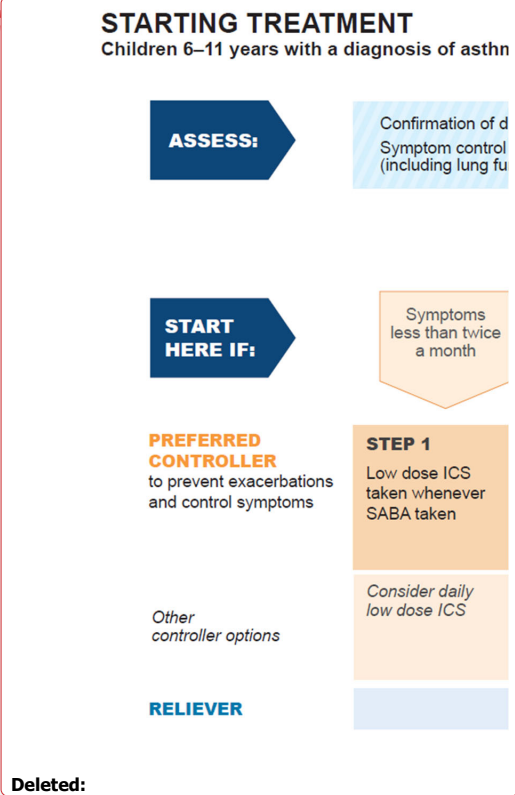 STARTING TREATMENT
Children 6–11 years with a diagnosis of
ASSESS:
Confirmation of
Symptom control
(including lung
START
HERE IF:
Symptoms
less than twice
a month
PREFERRED
CONTROLLER
to prevent exacerbations
and control symptoms
STEP 1
Low dose ICS
taken whenever
SABA taken
Other
controller options
Consider daily
low dose ICS
RELIEVER
Deleted: